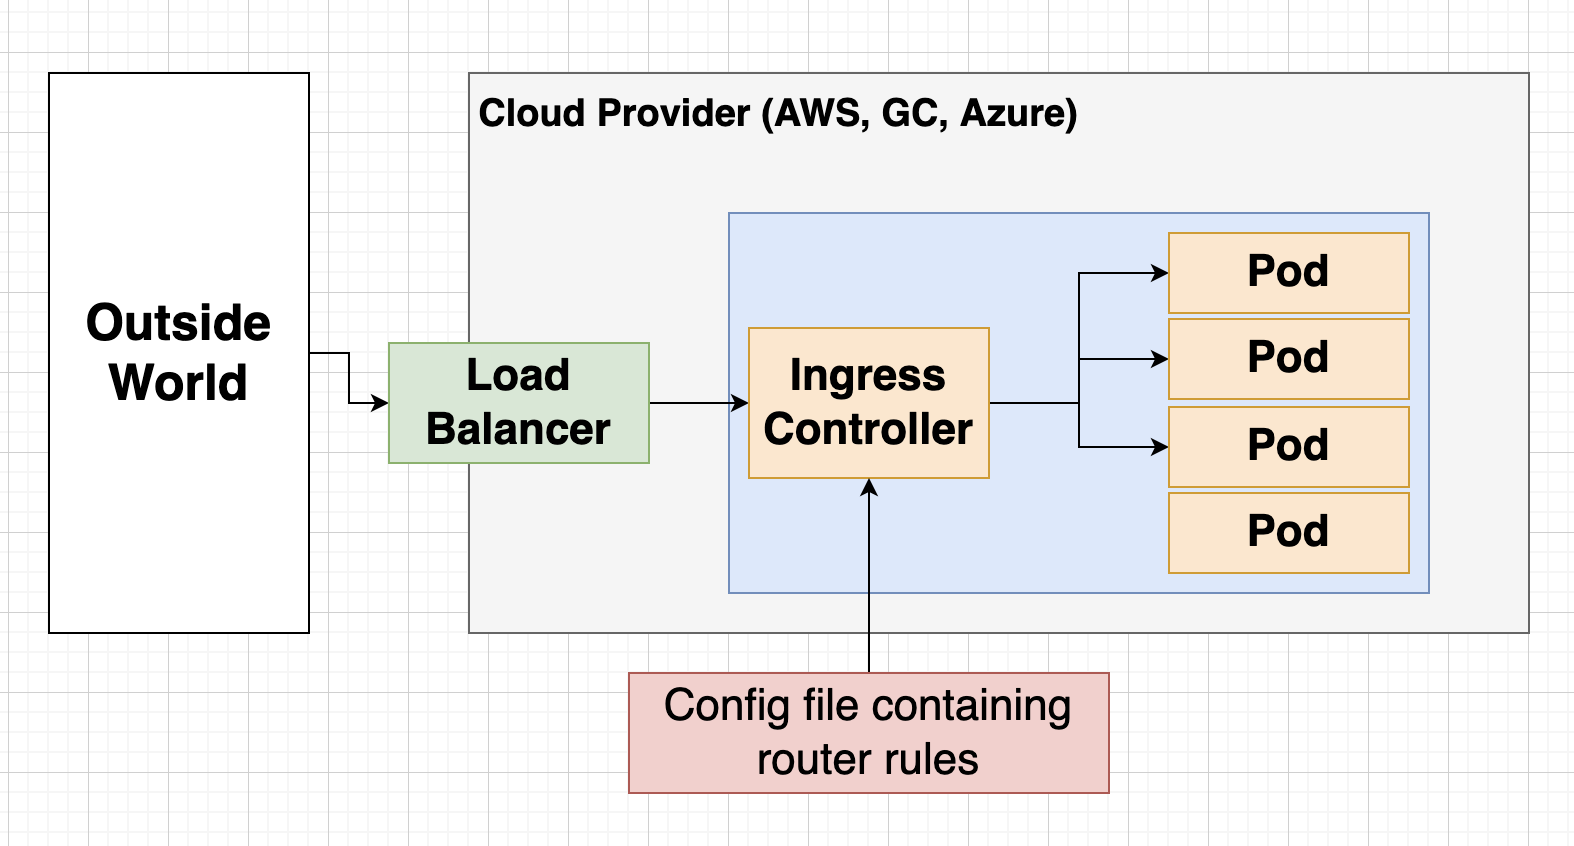 Cloud Provider (AWS, GC, Azure)
Outside
World
Load
Balancer
Ingress
Controller
Pod
Pod
Pod
Pod
Config file containing
router rules